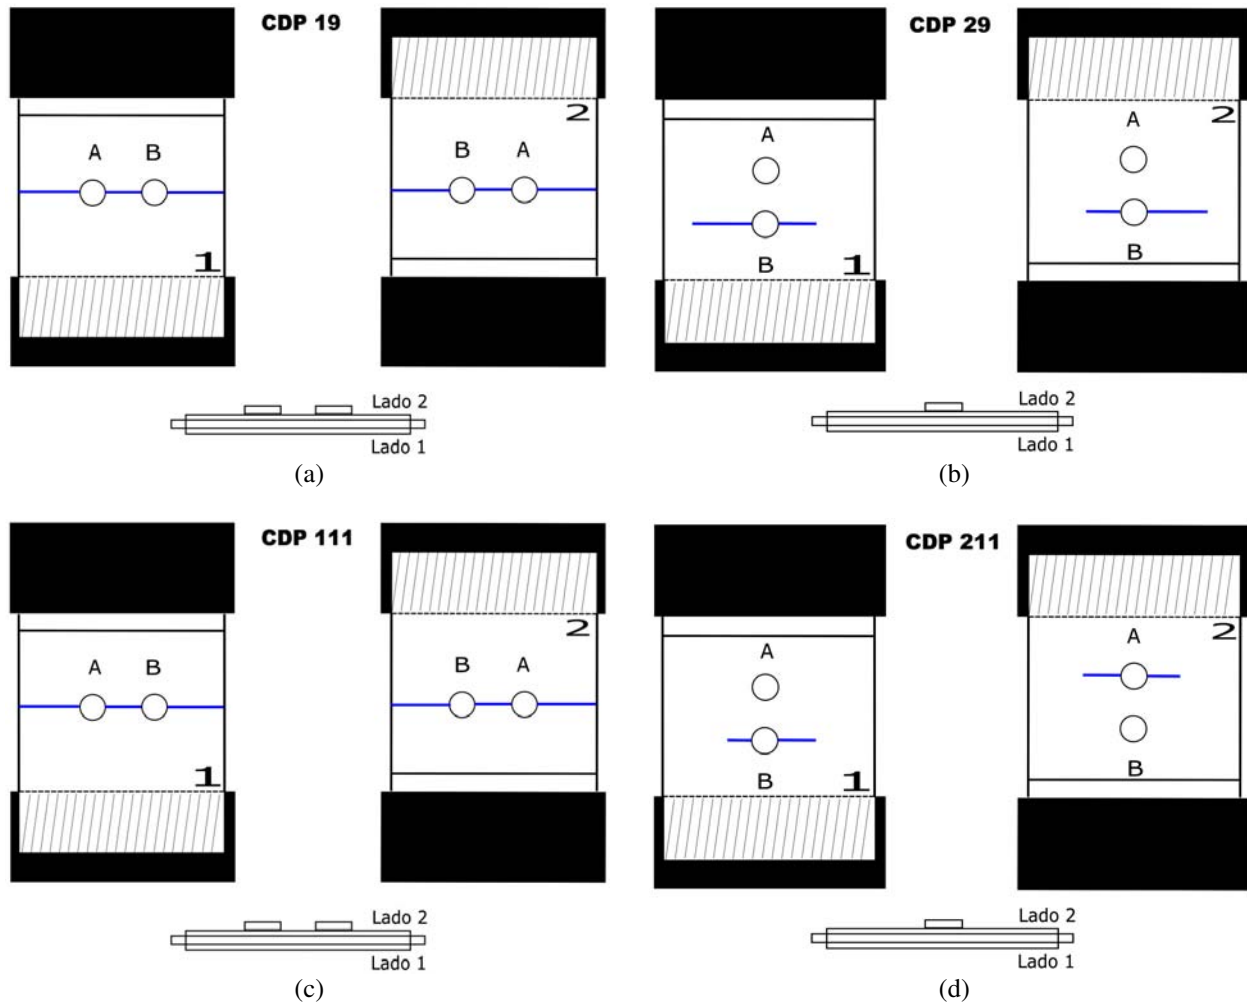 CDP 19
2
B A
A B
1
Lado 2
Lado 1
(a)
CDP 29
2
A
A
B
B
1
Lado 2
Lado 1
(b)
CDP 111
2
A B
B A
1
Lado 2
Lado 1
(c)
CDP 211
2
A
A
B
B
1
Lado 2
Lado 1
(d)